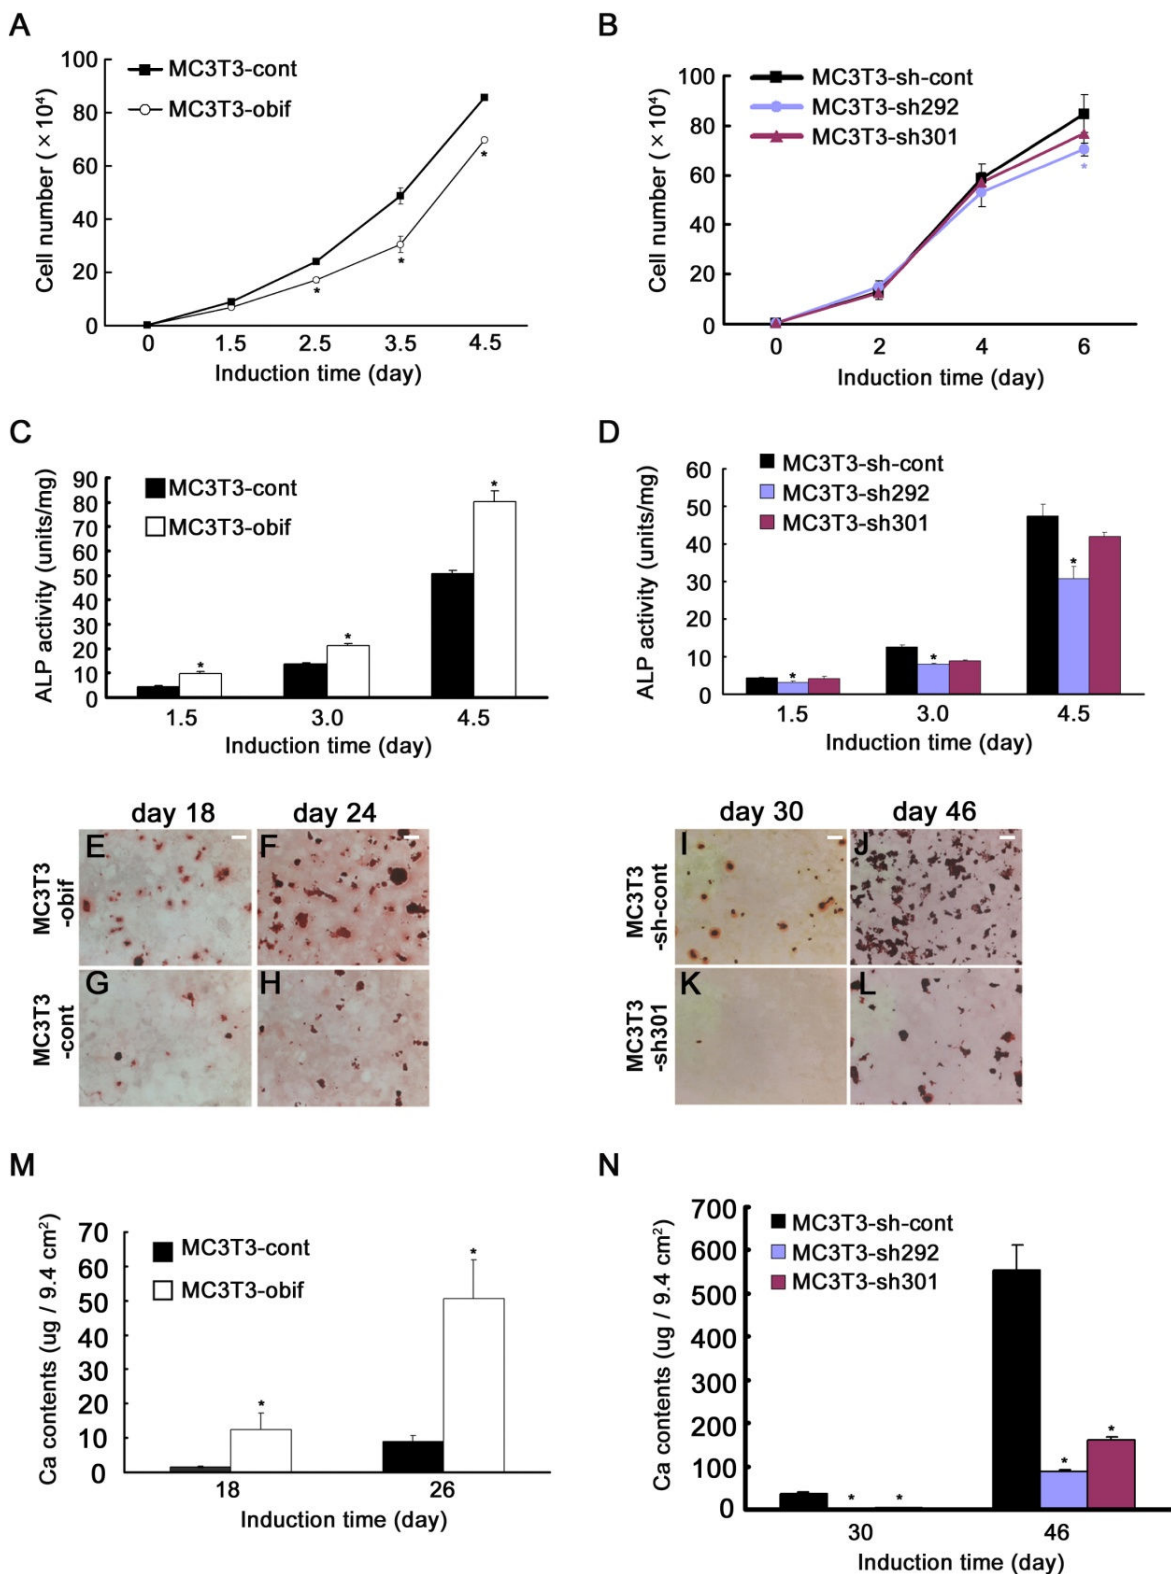 A
100
80
60
40
20
0
Cell number ( × 10⁴)
MC3T3-cont
MC3T3-obif
*
*
*
0 1.5 2.5 3.5 4.5
Induction time (day)
B
100
80
60
40
20
0
Cell number ( × 10⁴)
MC3T3-sh-cont
MC3T3-sh292
MC3T3-sh301
*
0 2 4 6
Induction time (day)
C
90
80
70
60
50
40
30
20
10
0
ALP activity (units/mg)
MC3T3-cont
MC3T3-obif
*
*
*
1.5 3.0 4.5
Induction time (day)
D
60
50
40
30
20
10
0
ALP activity (units/mg)
MC3T3-sh-cont
MC3T3-sh292
MC3T3-sh301
*
*
*
1.5 3.0 4.5
Induction time (day)
day 18 day 24
MC3T3
-obif
E F
MC3T3
-cont
G H
day 30 day 46
MC3T3
-sh-cont
I J
MC3T3
-sh301
K L
M
70
60
50
40
30
20
10
0
Ca contents (ug / 9.4 cm²)
MC3T3-cont
MC3T3-obif
*
*
18 26
Induction time (day)
N
700
600
500
400
300
200
100
0
Ca contents (ug / 9.4 cm²)
MC3T3-sh-cont
MC3T3-sh292
MC3T3-sh301
* *
* *
30 46
Induction time (day)